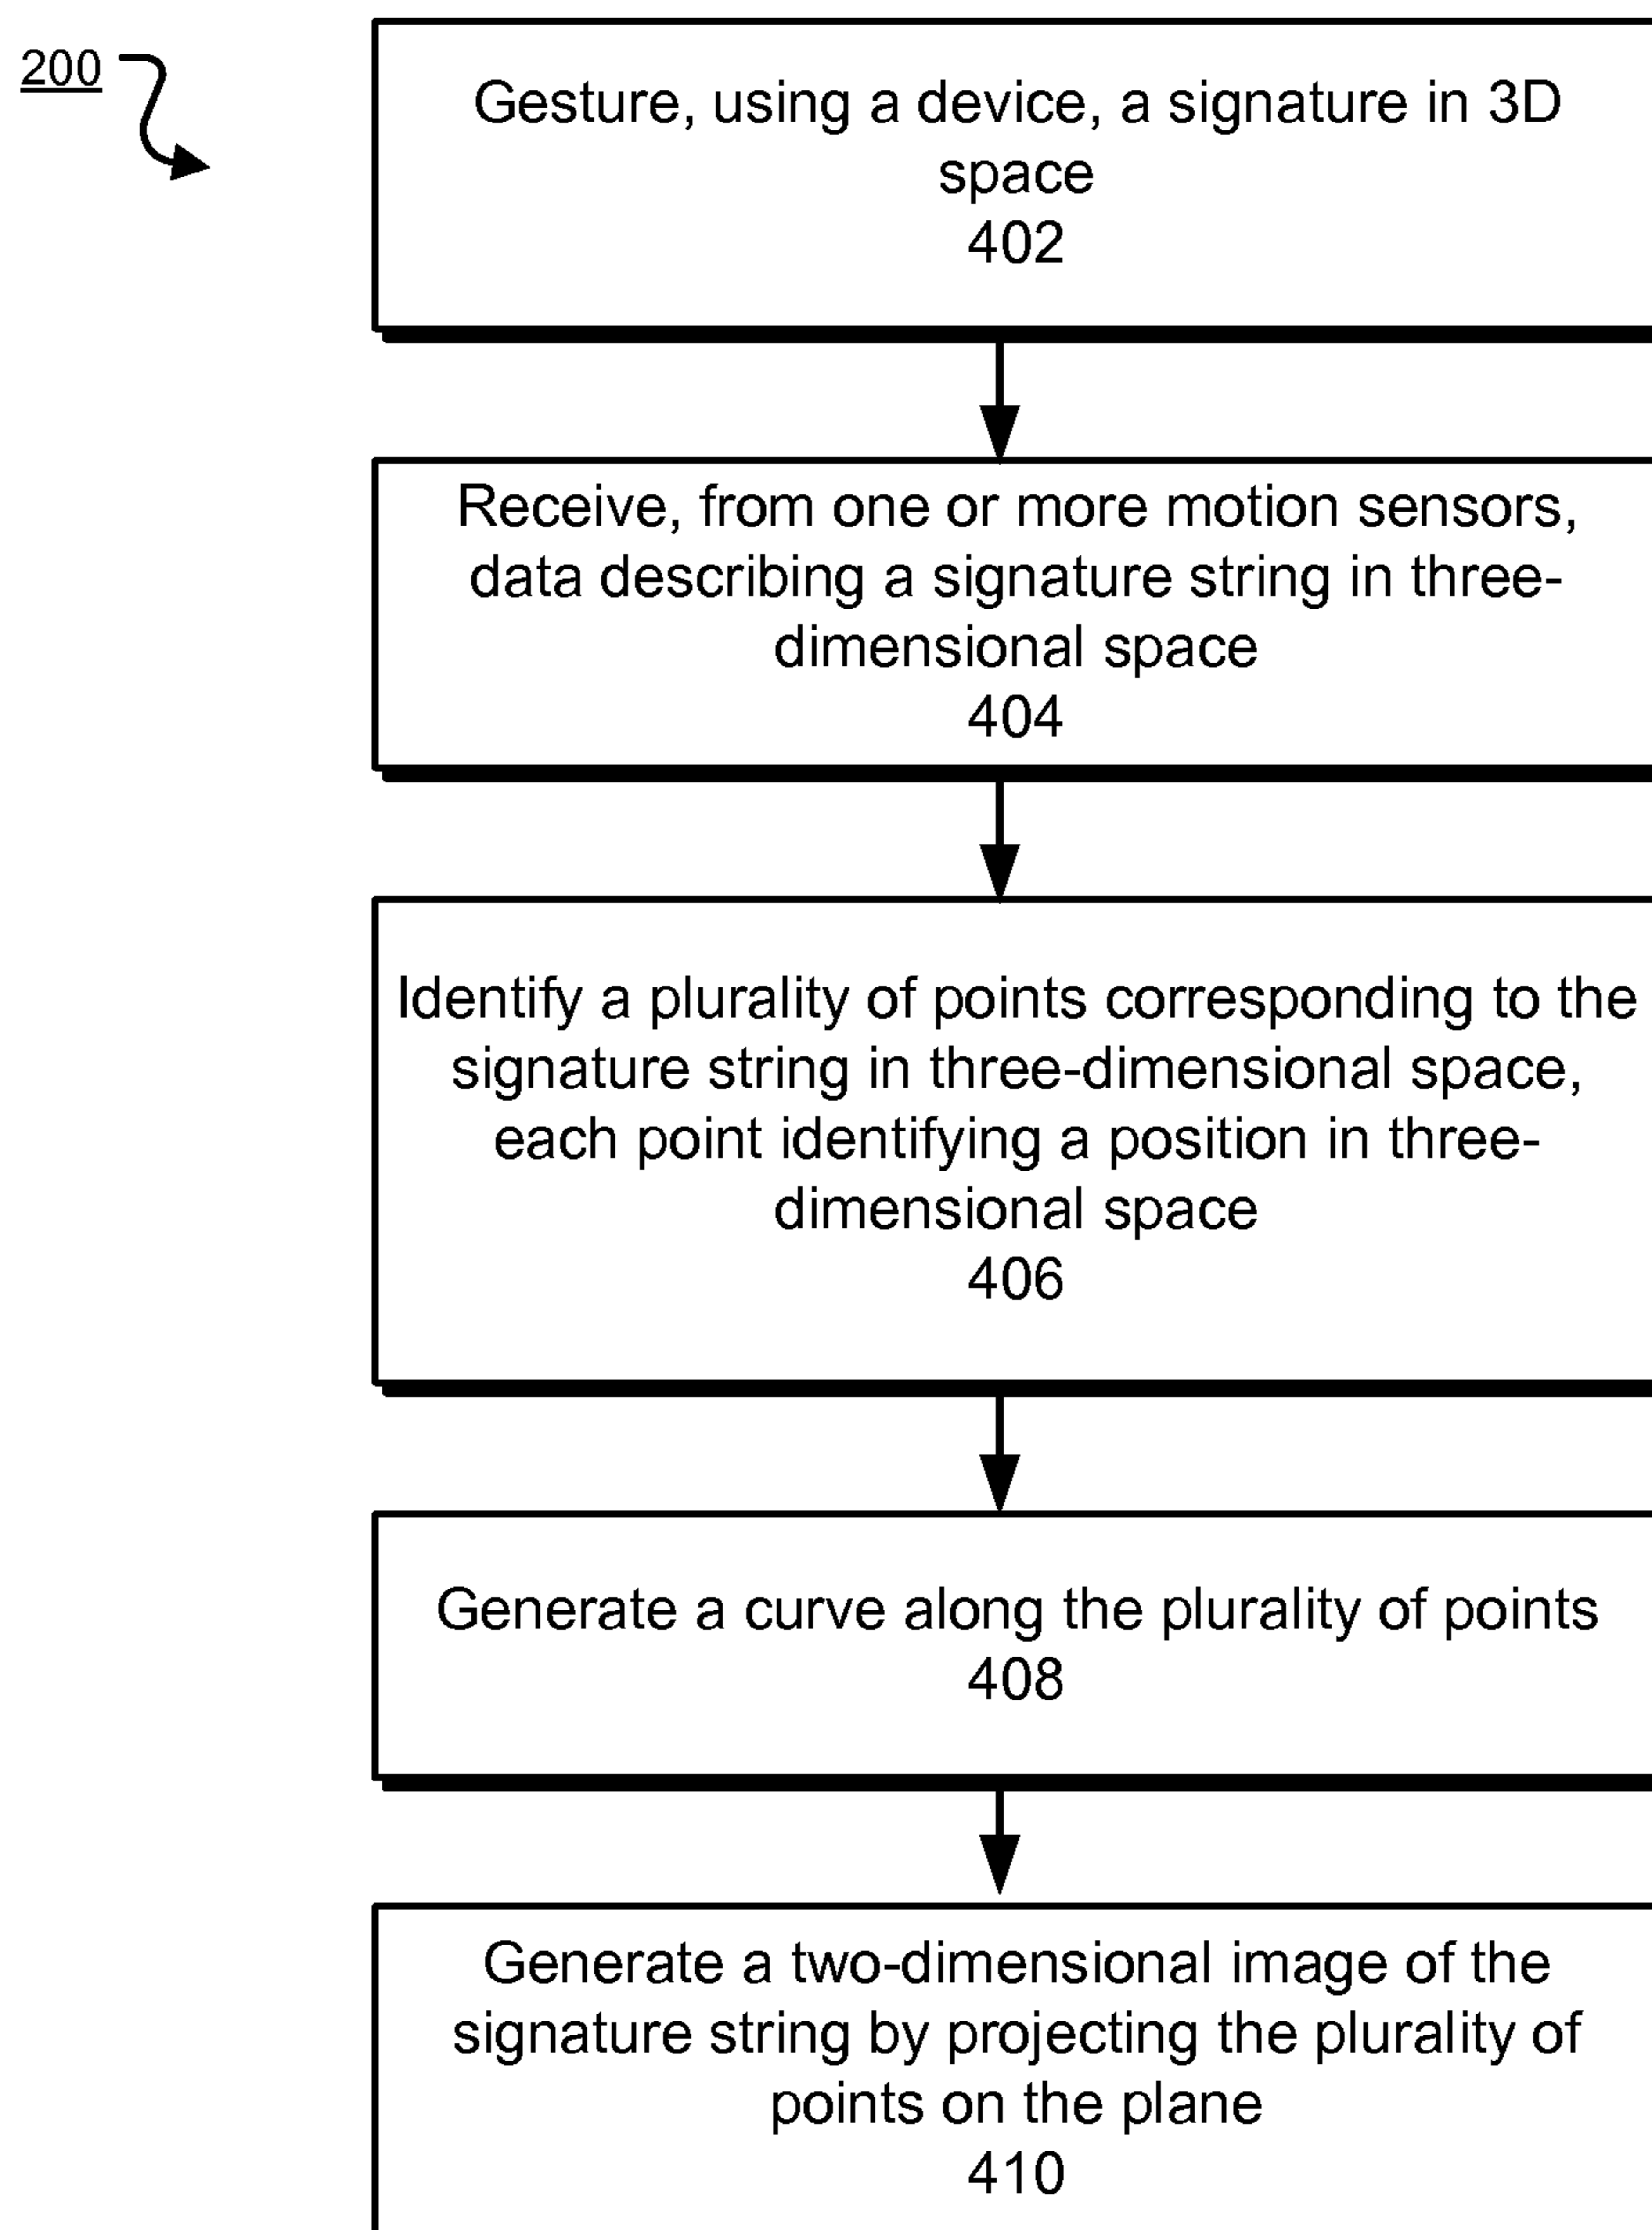 200
Gesture, using a device, a signature in 3D
space
402
Receive, from one or more motion sensors,
data describing a signature string in three-
dimensional space
404
Identify a plurality of points corresponding to the
signature string in three-dimensional space,
each point identifying a position in three-
dimensional space
406
Generate a curve along the plurality of points
408
Generate a two-dimensional image of the
signature string by projecting the plurality of
points on the plane
410